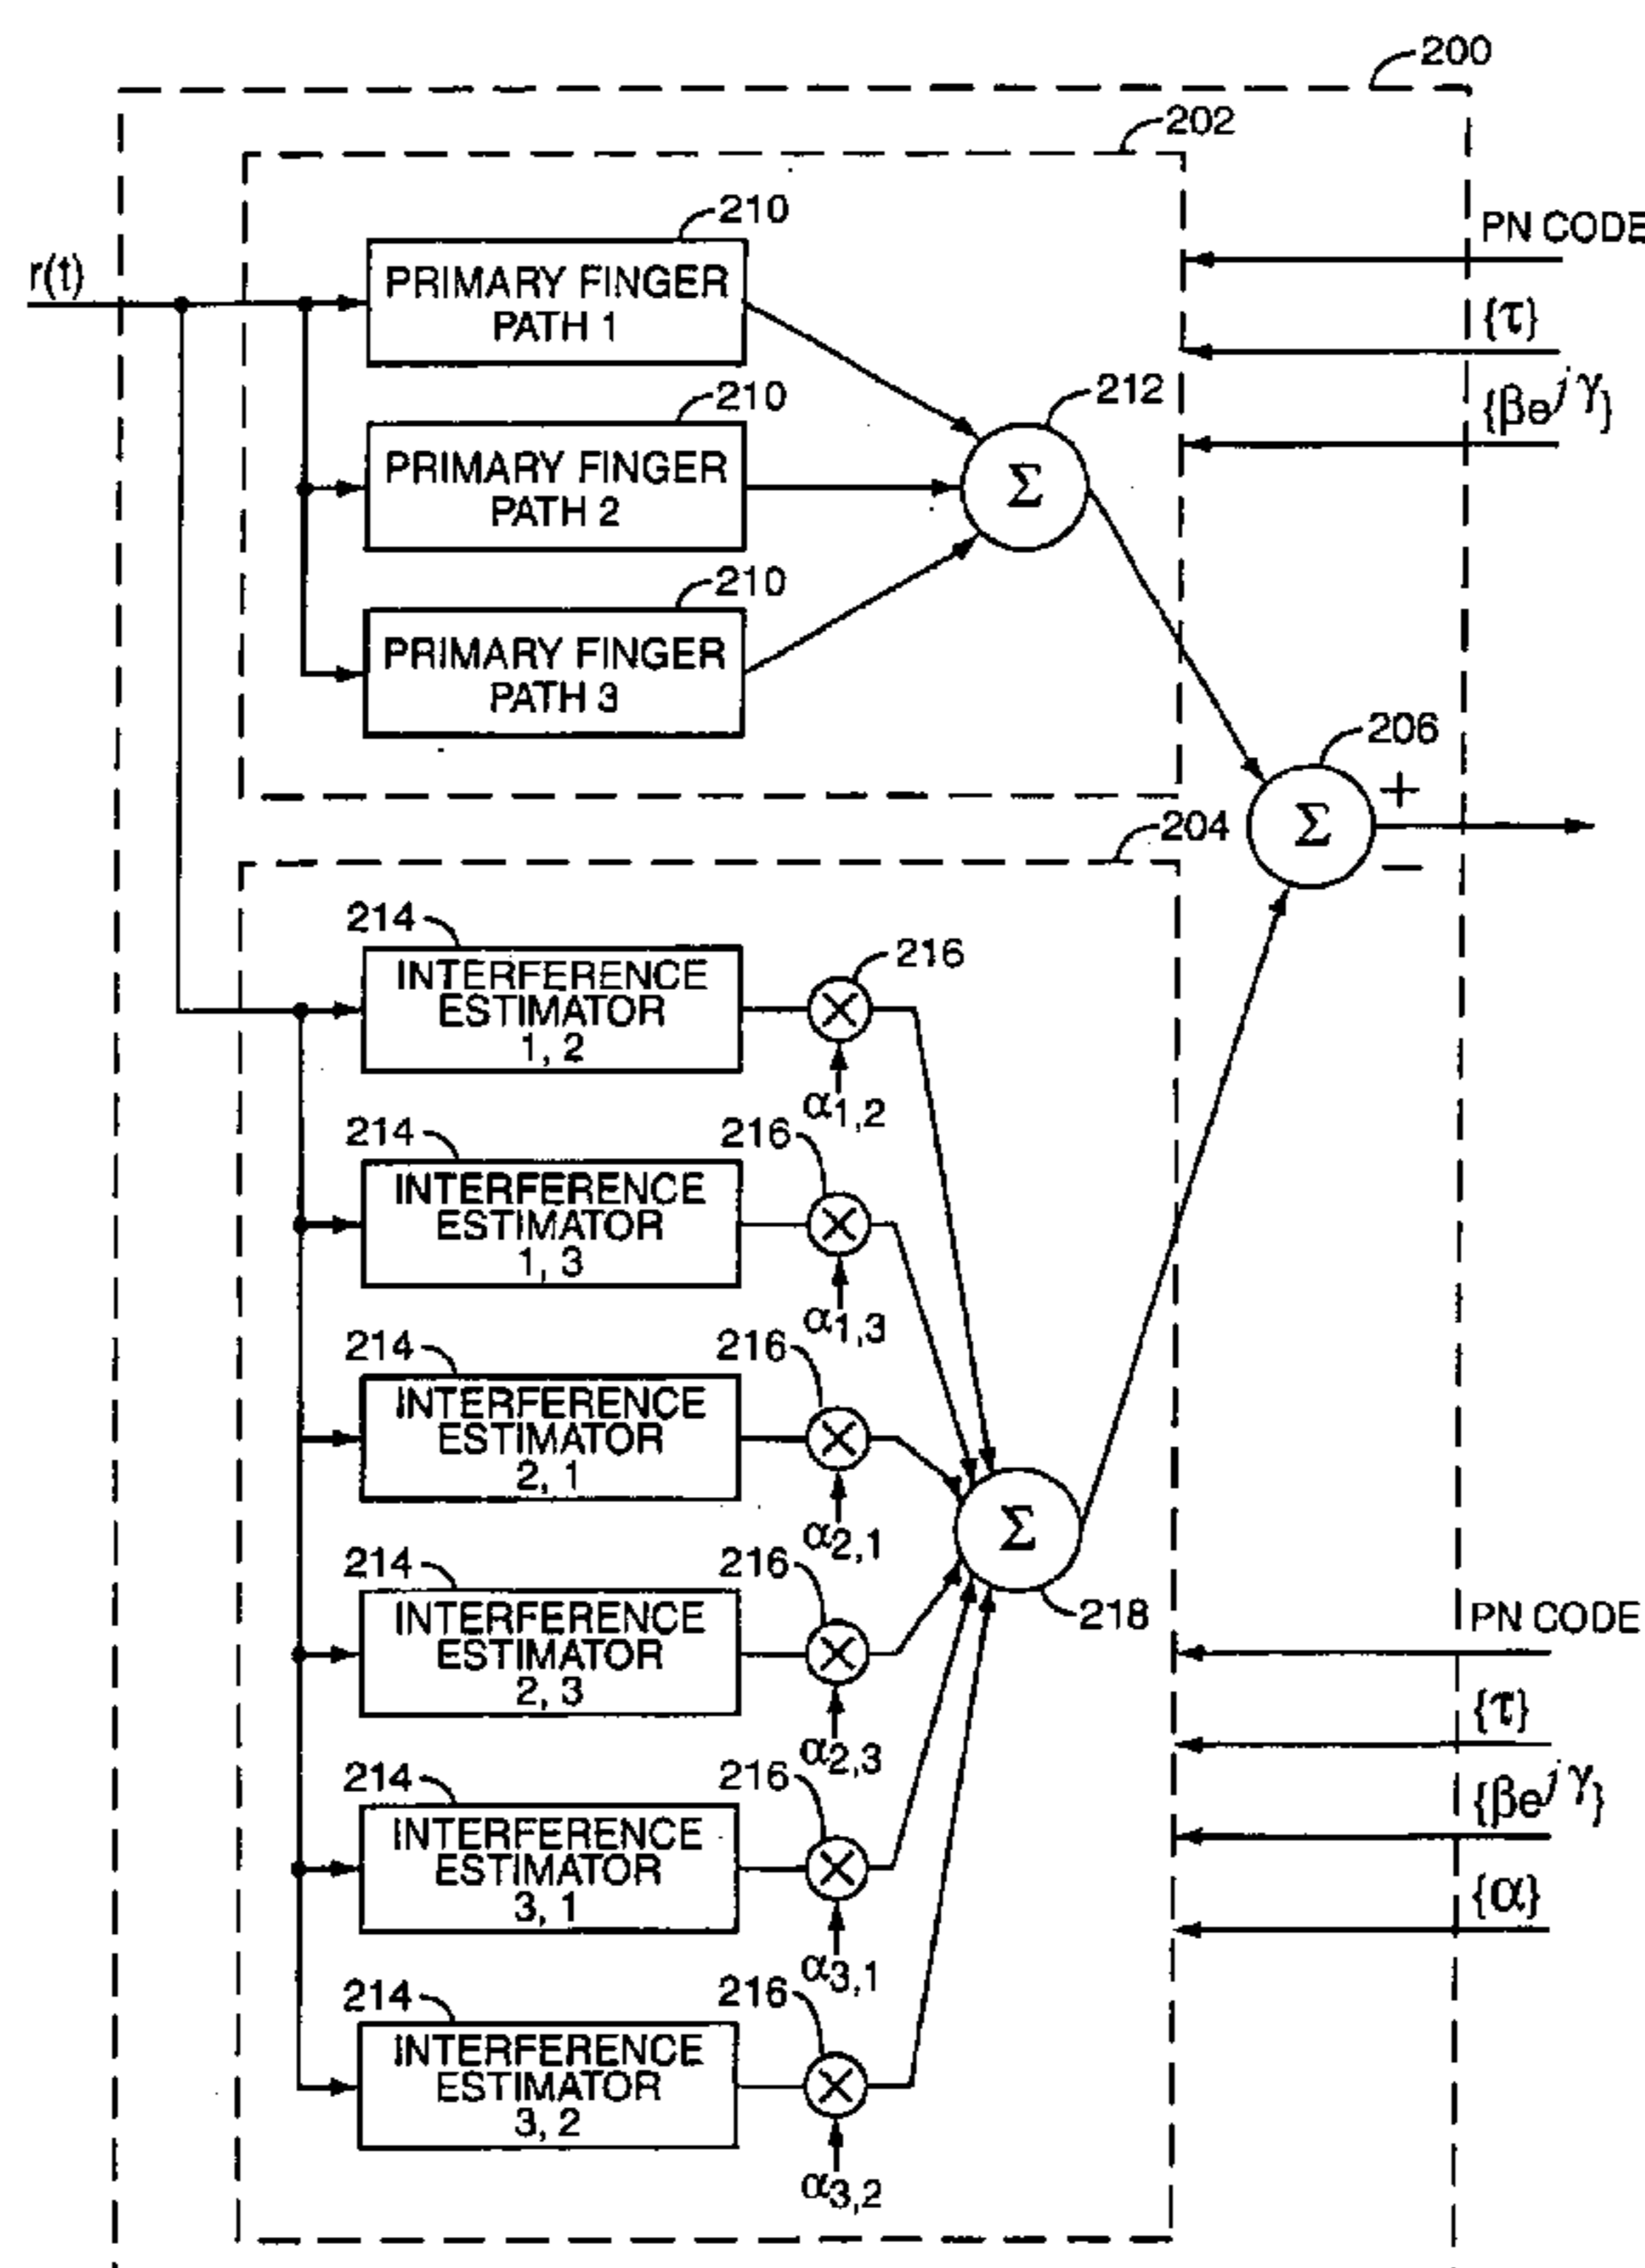 200
202
210
PN CODE
r(t)
PRIMARY FINGER
PATH 1
{τ}
210
212
{βe^jγ}
PRIMARY FINGER
PATH 2
Σ
210
PRIMARY FINGER
PATH 3
206
+
Σ
−
204
214
216
INTERFERENCE
ESTIMATOR
1, 2
×
α1,2
214
216
INTERFERENCE
ESTIMATOR
1, 3
×
α1,3
214
216
INTERFERENCE
ESTIMATOR
2, 1
×
α2,1
Σ
214
216
218
INTERFERENCE
ESTIMATOR
2, 3
×
α2,3
PN CODE
{τ}
214
216
INTERFERENCE
ESTIMATOR
3, 1
×
α3,1
{βe^jγ}
{α}
214
216
INTERFERENCE
ESTIMATOR
3, 2
×
α3,2